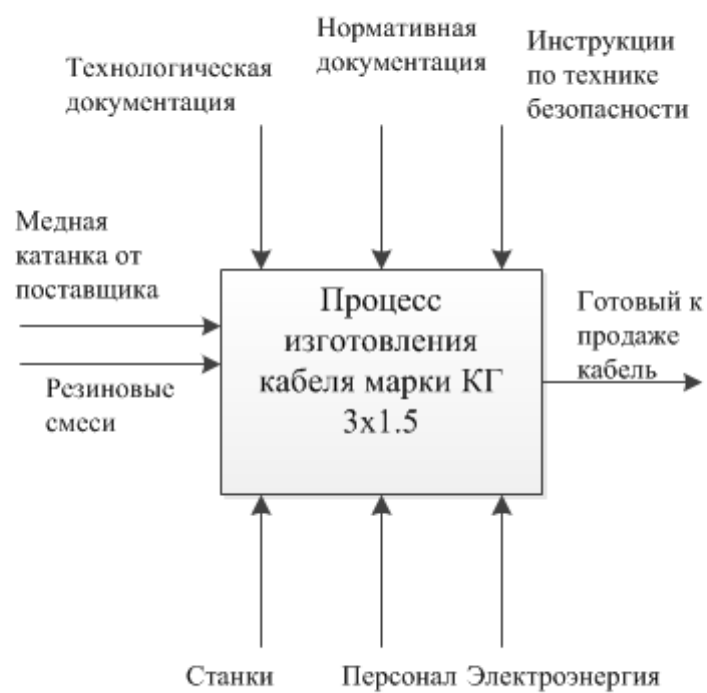 Технологическая
документация
Нормативная
документация
Инструкции
по технике
безопасности
Медная
катанка от
поставщика
Резиновые
смеси
Процесс
изготовления
кабеля марки КГ
3х1.5
Готовый к
продаже
кабель
Станки
Персонал
Электроэнергия